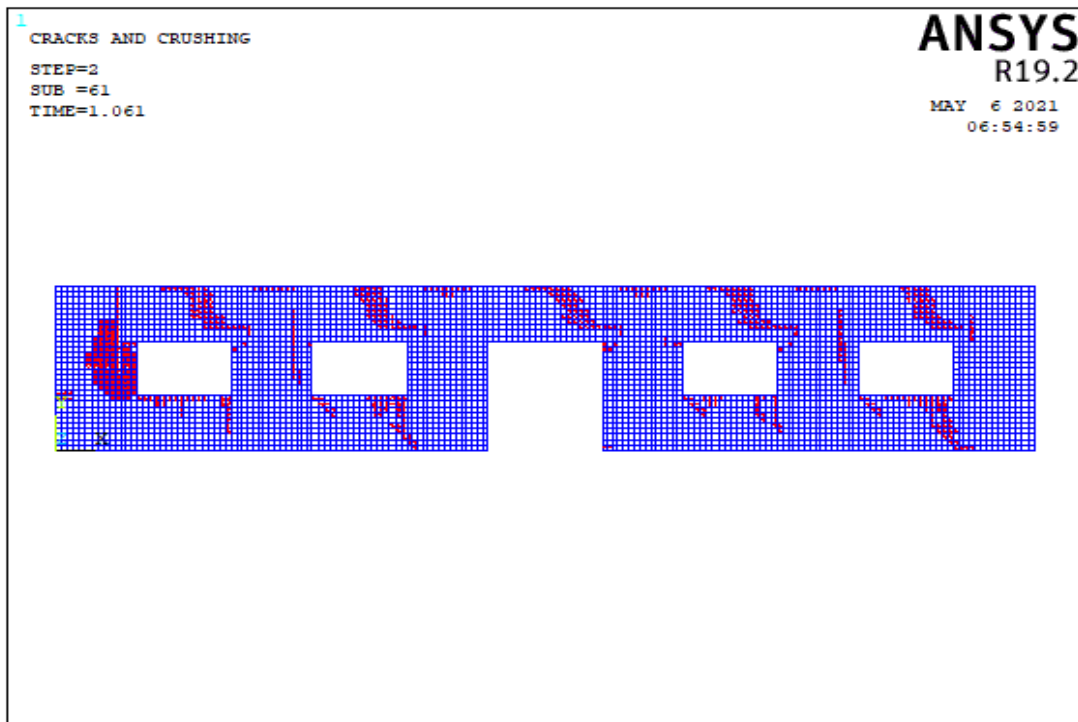 1
CRACKS AND CRUSHING
STEP=2
SUB =61
TIME=1.061
ANSYS
R19.2
MAY  6 2021
06:54:59
X